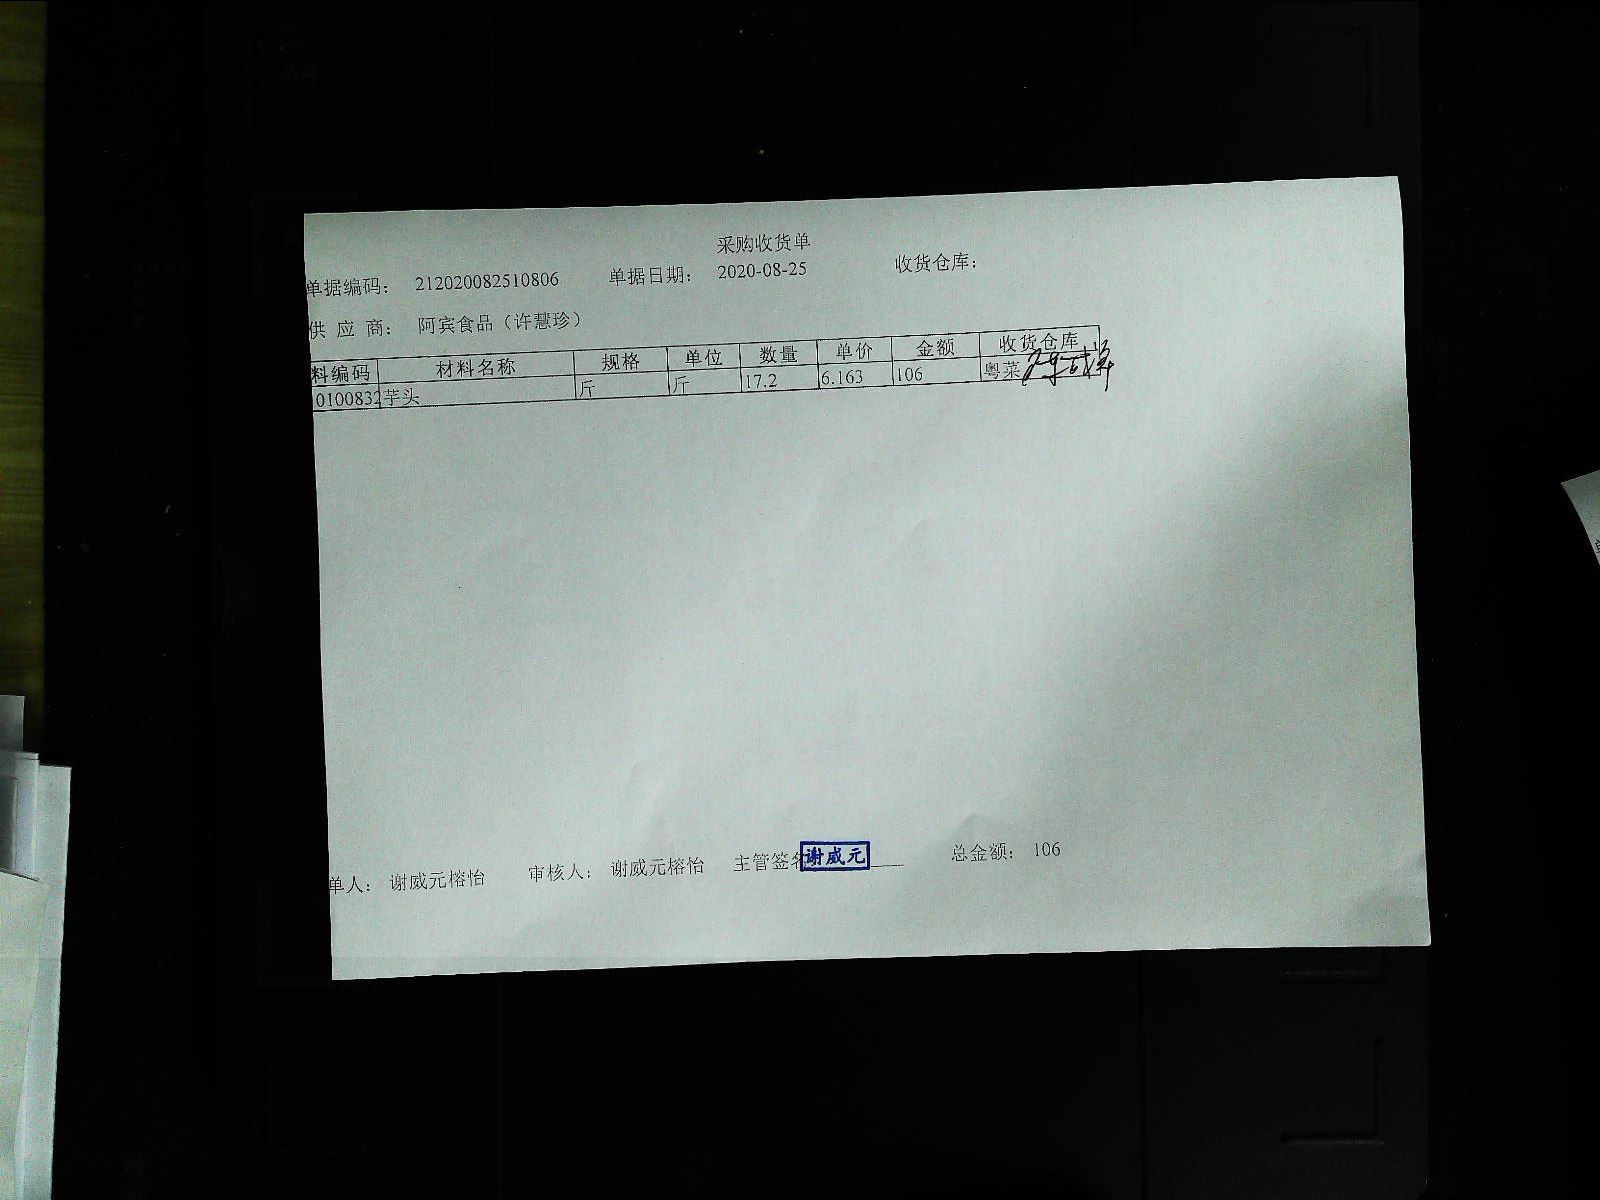 采购收货单
单据编码: 212020082510806 单据日期: 2020-08-25 收货仓库:
供 应 商: 阿宾食品（许慧珍）
料编码 材料名称 规格 单位 数量 单价 金额 收货仓库
0100832 芋头 斤 斤 17.2 6.163 106 粤菜
单人: 谢威元榕怡 审核人: 谢威元榕怡 主管签名 谢威元 总金额: 106